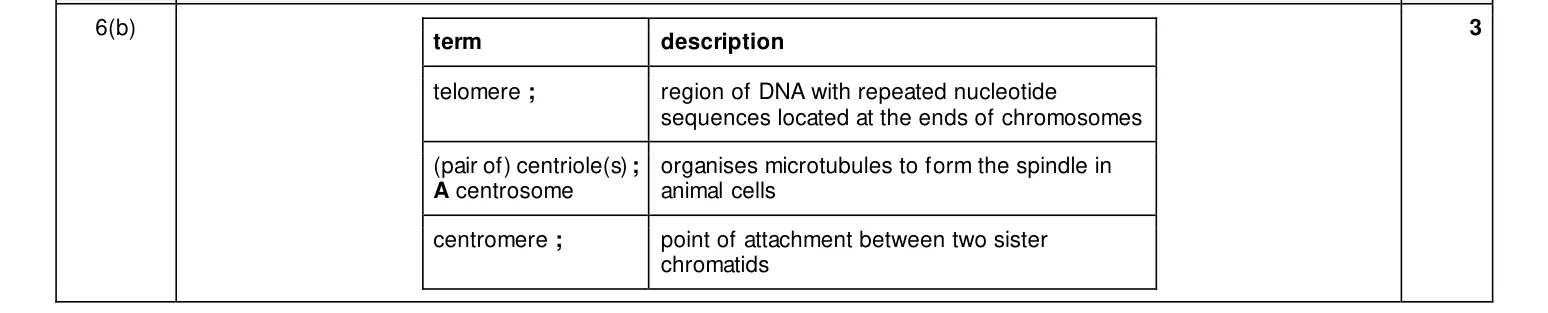 6(b)
3
term
description
telomere ;
region of DNA with repeated nucleotide
sequences located at the ends of chromosomes
(pair of) centriole(s) ;
A centrosome
organises microtubules to form the spindle in
animal cells
centromere ;
point of attachment between two sister
chromatids